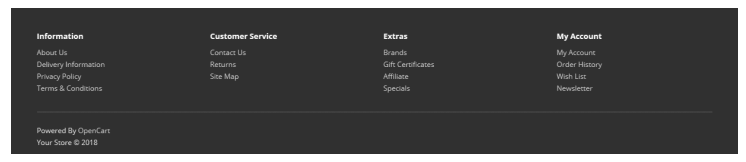 Information
About Us
Delivery Information
Privacy Policy
Terms & Conditions
Customer Service
Contact Us
Returns
Site Map
Extras
Brands
Gift Certificates
Affiliate
Specials
My Account
My Account
Order History
Wish List
Newsletter
Powered By OpenCart
Your Store © 2018